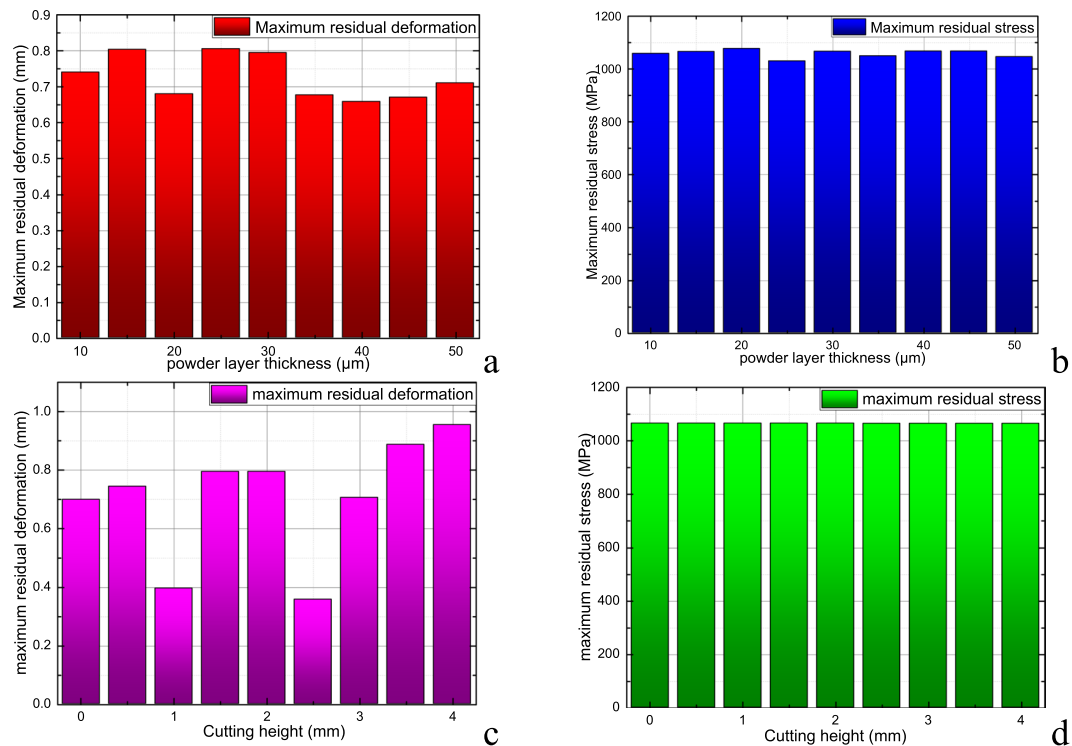 Maximum residual deformation
Maximum residual deformation (mm)
0.9
0.8
0.7
0.6
0.5
0.4
0.3
0.2
0.1
0.0
10 20 30 40 50
powder layer thickness (μm)
a
Maximum residual stress
Maximum residual stress (MPa)
1200
1000
800
600
400
200
0
10 20 30 40 50
powder layer thickness (μm)
b
maximum residual deformation
maximum residual deformation (mm)
1.0
0.8
0.6
0.4
0.2
0.0
0 1 2 3 4
Cutting height (mm)
c
maximum residual stress
maximum residual stress (MPa)
1200
1000
800
600
400
200
0
0 1 2 3 4
Cutting height (mm)
d